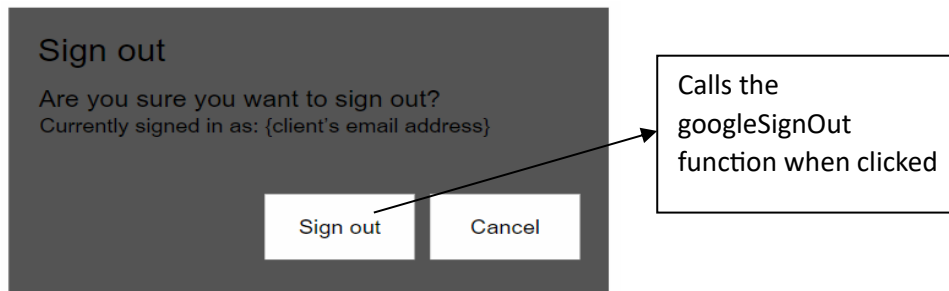 Sign out
Are you sure you want to sign out?
Currently signed in as: {client's email address}
Sign out
Cancel
Calls the
googleSignOut
function when clicked